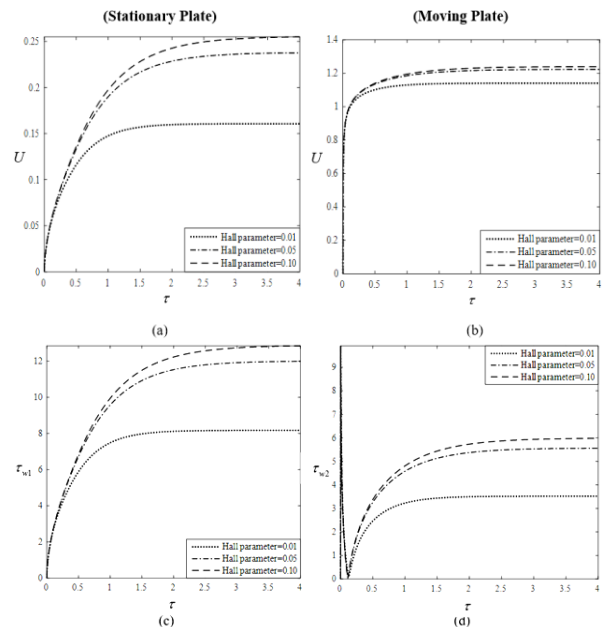 (Stationary Plate)
(Moving Plate)
0.25
0.2
0.15
0.1
0.05
0
U
0 0.5 1 1.5 2 2.5 3 3.5 4
τ
Hall parameter=0.01
Hall parameter=0.05
Hall parameter=0.10
(a)
1.4
1.2
1
0.8
0.6
0.4
0.2
0
U
0 0.5 1 1.5 2 2.5 3 3.5 4
τ
Hall parameter=0.01
Hall parameter=0.05
Hall parameter=0.10
(b)
12
10
8
6
4
2
0
τw1
0 0.5 1 1.5 2 2.5 3 3.5 4
τ
Hall parameter=0.01
Hall parameter=0.05
Hall parameter=0.10
(c)
9
8
7
6
5
4
3
2
1
0
τw2
0 0.5 1 1.5 2 2.5 3 3.5 4
τ
Hall parameter=0.01
Hall parameter=0.05
Hall parameter=0.10
(d)